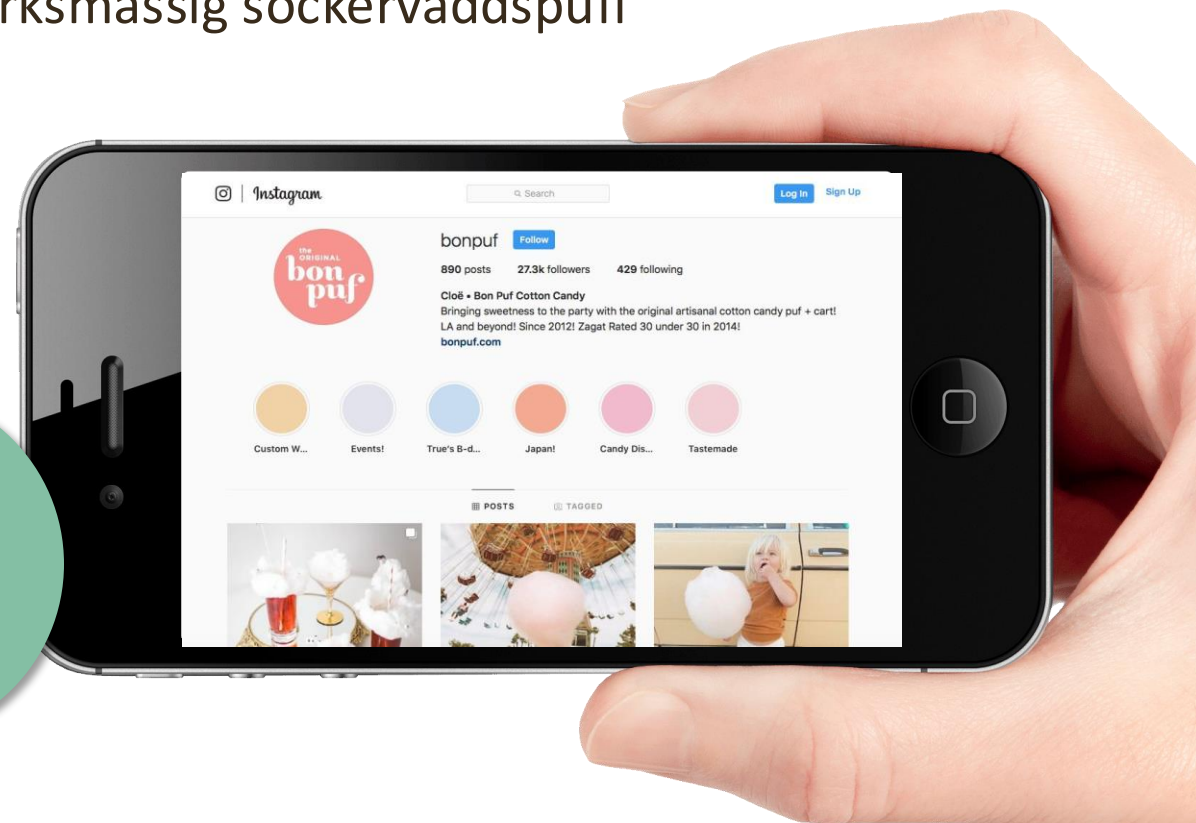 rksmässig sockervaddspuff
Instagram
Search
Log In
Sign Up
the
ORIGINAL
bon
puf
bonpuf
Follow
890 posts 27.3k followers 429 following
Cloë • Bon Puf Cotton Candy
Bringing sweetness to the party with the original artisanal cotton candy puf + cart!
LA and beyond! Since 2012! Zagat Rated 30 under 30 in 2014!
bonpuf.com
Custom W... Events! True's B-d... Japan! Candy Dis... Tastemade
POSTS TAGGED